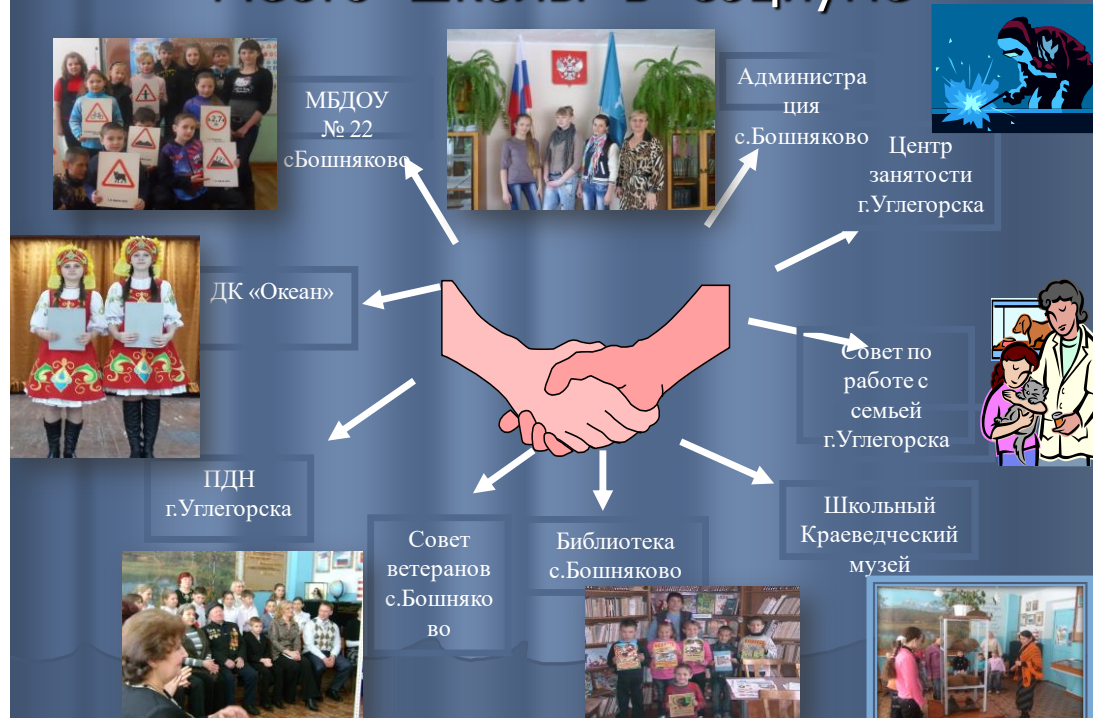 МБДОУ
№ 22
сБошняково
Администра
ция
с.Бошняково
Центр
занятости
г.Углегорска
ДК «Океан»
Совет по
работе с
семьей
г.Углегорска
ПДН
г.Углегорска
Школьный
Краеведческий
музей
Совет
ветеранов
с.Бошняко
во
Библиотека
с.Бошняково